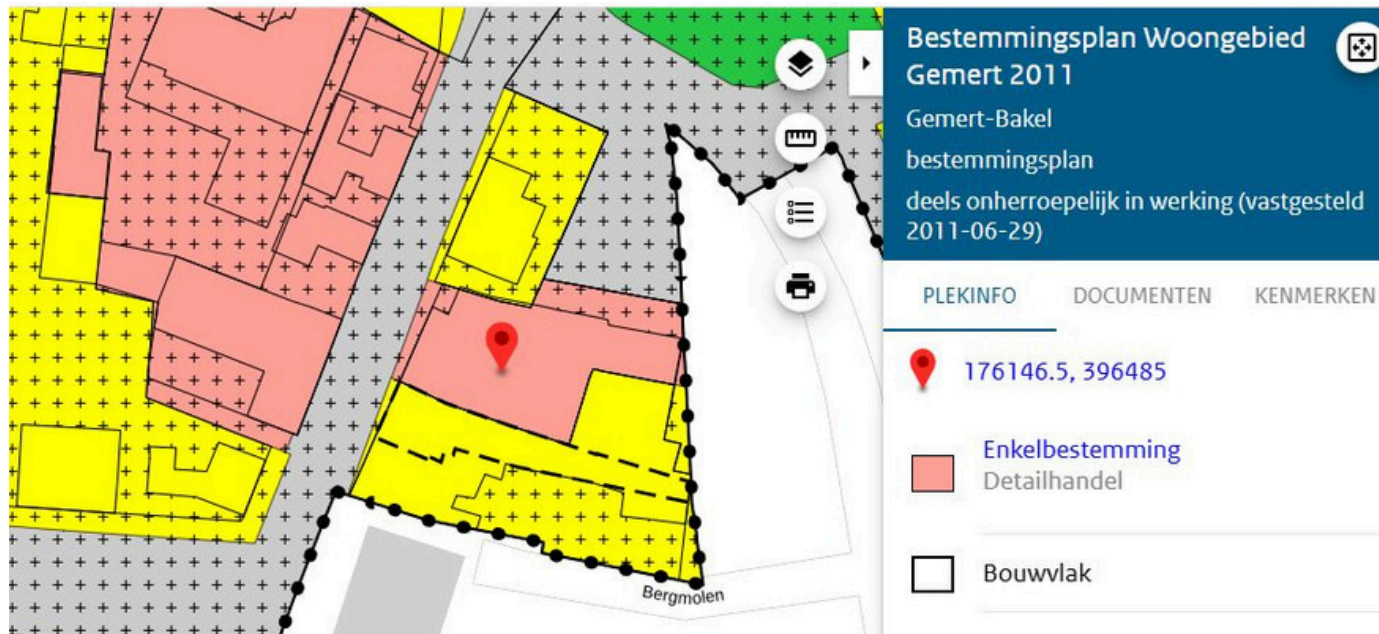 Bestemmingsplan Woongebied
Gemert 2011
Gemert-Bakel
bestemmingsplan
deels onherroepelijk in werking (vastgesteld
2011-06-29)
PLEKINFO DOCUMENTEN KENMERKEN
176146.5, 396485
Enkelbestemming
Detailhandel
Bouwvlak
Bergmolen